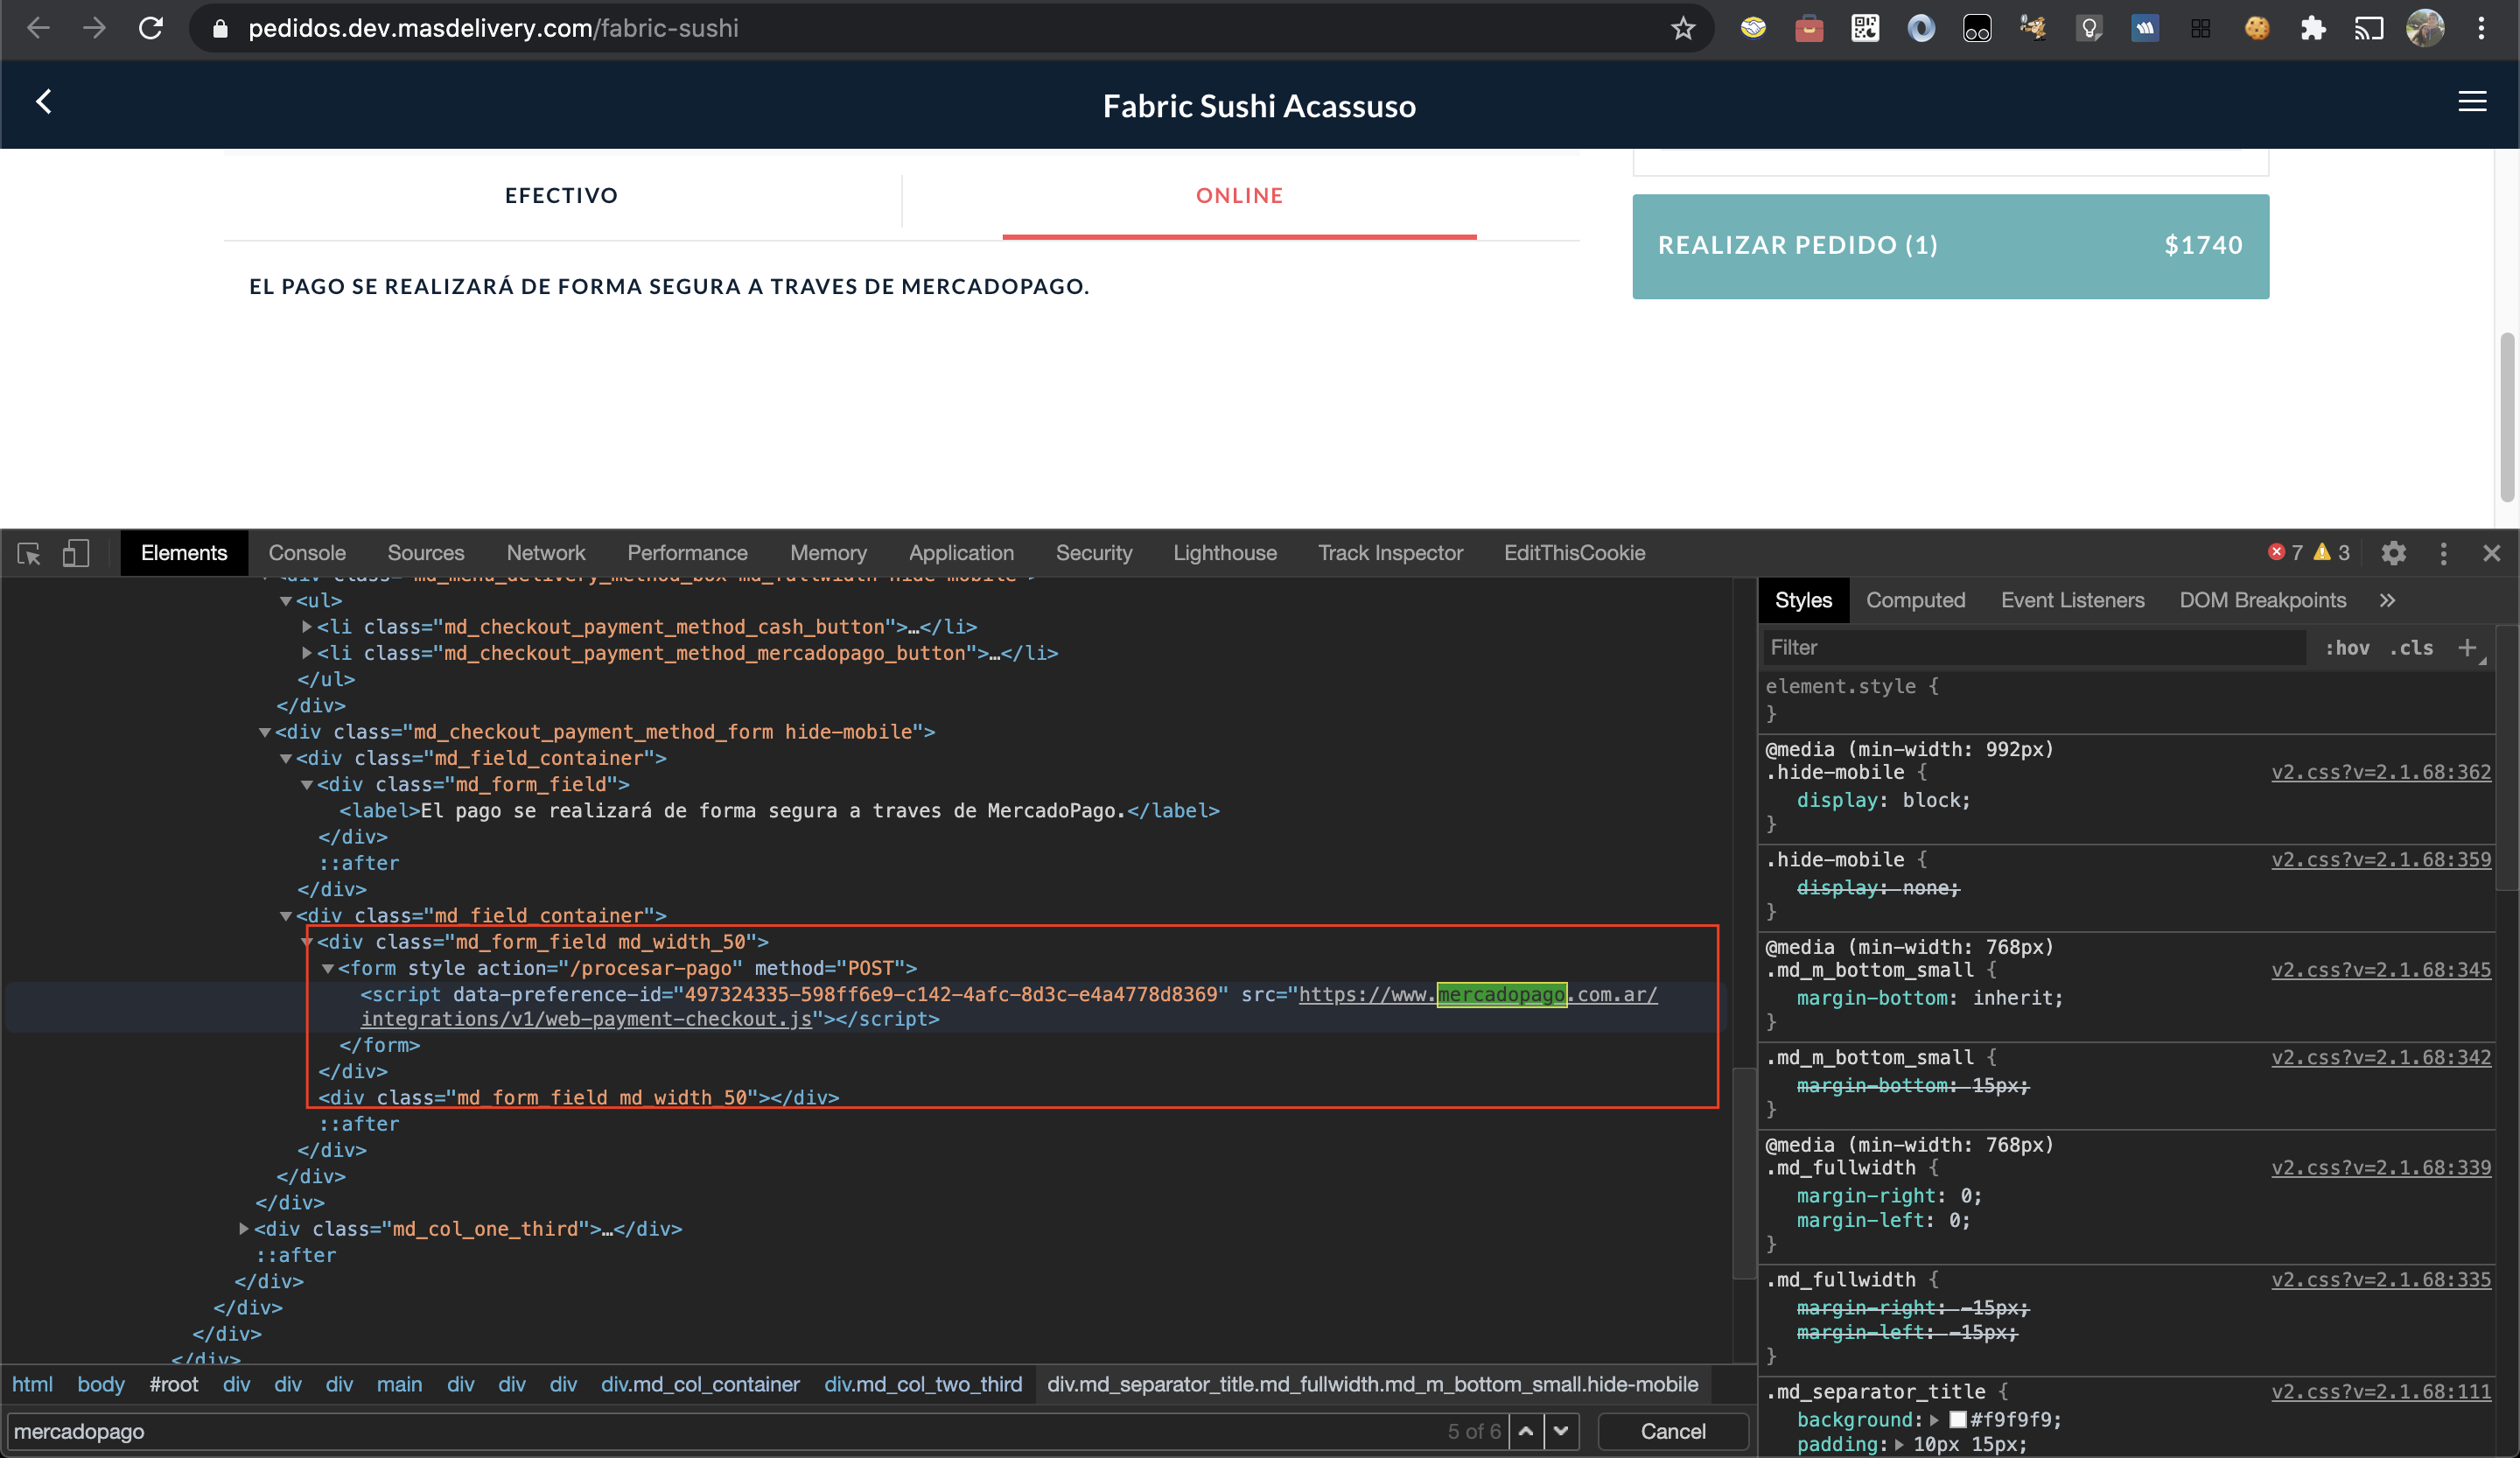 pedidos.dev.masdelivery.com/fabric-sushi
Fabric Sushi Acassuso
EFECTIVO
ONLINE
REALIZAR PEDIDO (1) $1740
EL PAGO SE REALIZARÁ DE FORMA SEGURA A TRAVES DE MERCADOPAGO.
Elements Console Sources Network Performance Memory Application Security Lighthouse Track Inspector EditThisCookie 7 3
<div class="md_menu_delivery_method_box md_fullwidth hide-mobile">
<ul>
<li class="md_checkout_payment_method_cash_button">…</li>
<li class="md_checkout_payment_method_mercadopago_button">…</li>
</ul>
</div>
<div class="md_checkout_payment_method_form hide-mobile">
<div class="md_field_container">
<div class="md_form_field">
<label>El pago se realizará de forma segura a traves de MercadoPago.</label>
</div>
::after
</div>
<div class="md_field_container">
<div class="md_form_field md_width_50">
<form style action="/procesar-pago" method="POST">
<script data-preference-id="497324335-598ff6e9-c142-4afc-8d3c-e4a4778d8369" src="https://www.mercadopago.com.ar/
integrations/v1/web-payment-checkout.js"></script>
</form>
</div>
<div class="md_form_field md_width_50"></div>
::after
</div>
</div>
</div>
<div class="md_col_one_third">…</div>
::after
</div>
</div>
</div>
</div>
html body #root div div div main div div div div.md_col_container div.md_col_two_third div.md_separator_title.md_fullwidth.md_m_bottom_small.hide-mobile
mercadopago 5 of 6 Cancel
Styles Computed Event Listeners DOM Breakpoints »
Filter :hov .cls +
element.style {
}
@media (min-width: 992px)
.hide-mobile { v2.css?v=2.1.68:362
display: block;
}
.hide-mobile { v2.css?v=2.1.68:359
display: none;
}
@media (min-width: 768px)
.md_m_bottom_small { v2.css?v=2.1.68:345
margin-bottom: inherit;
}
.md_m_bottom_small { v2.css?v=2.1.68:342
margin-bottom: 15px;
}
@media (min-width: 768px)
.md_fullwidth { v2.css?v=2.1.68:339
margin-right: 0;
margin-left: 0;
}
.md_fullwidth { v2.css?v=2.1.68:335
margin-right: -15px;
margin-left: -15px;
}
.md_separator_title { v2.css?v=2.1.68:111
background: #f9f9f9;
padding: 10px 15px;